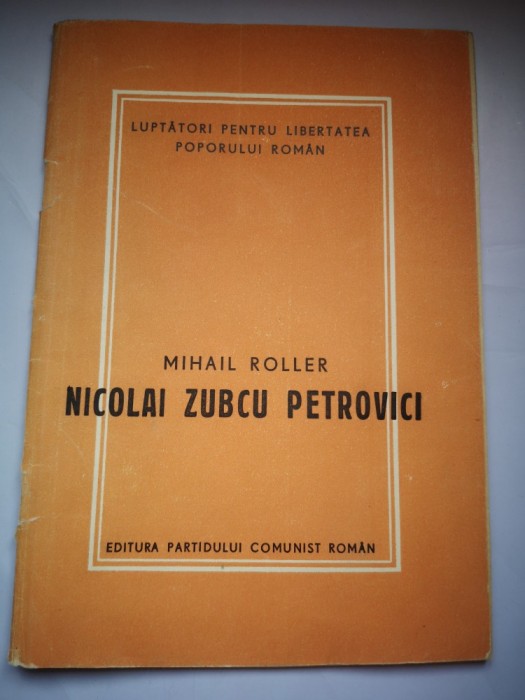 LUPTĂTORI PENTRU LIBERTATEA
POPORULUI ROMÂN
MIHAIL ROLLER
NICOLAI ZUBCU PETROVICI
EDITURA PARTIDULUI COMUNIST ROMÂN